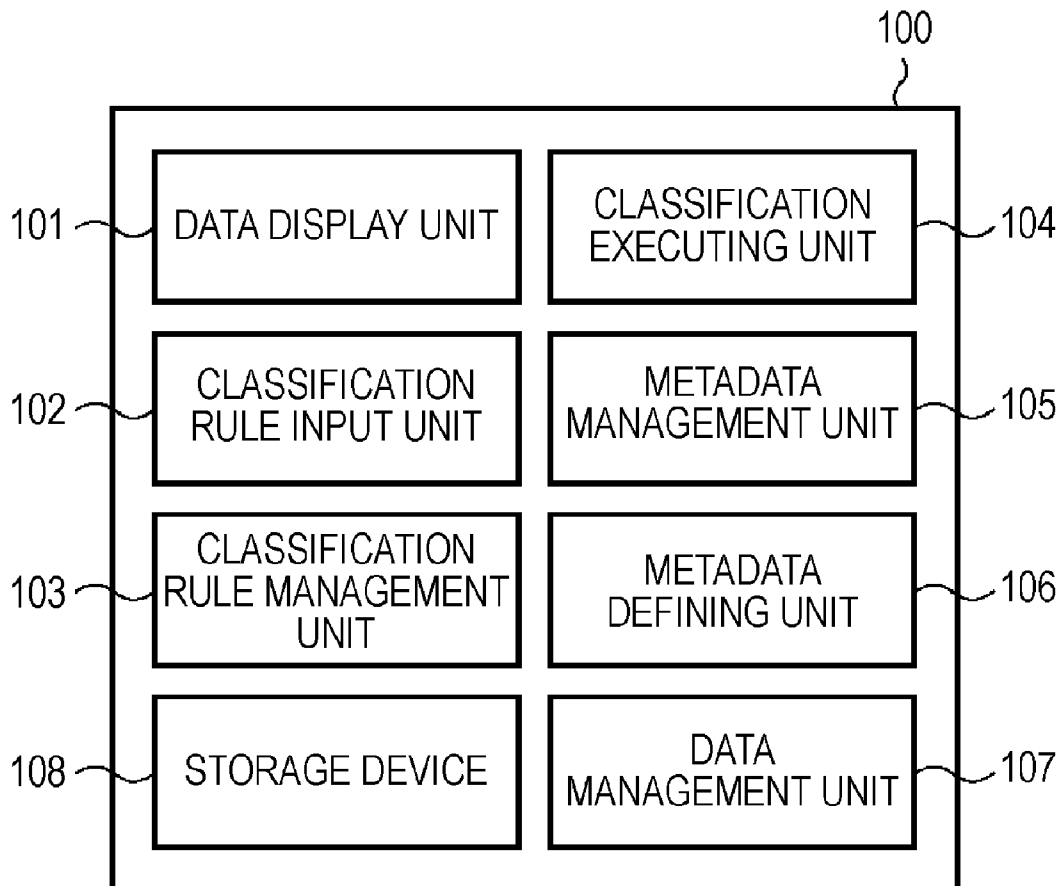 100
101
DATA DISPLAY UNIT
CLASSIFICATION
EXECUTING UNIT
104
102
CLASSIFICATION
RULE INPUT UNIT
METADATA
MANAGEMENT UNIT
105
103
CLASSIFICATION
RULE MANAGEMENT
UNIT
METADATA
DEFINING UNIT
106
108
STORAGE DEVICE
DATA
MANAGEMENT UNIT
107